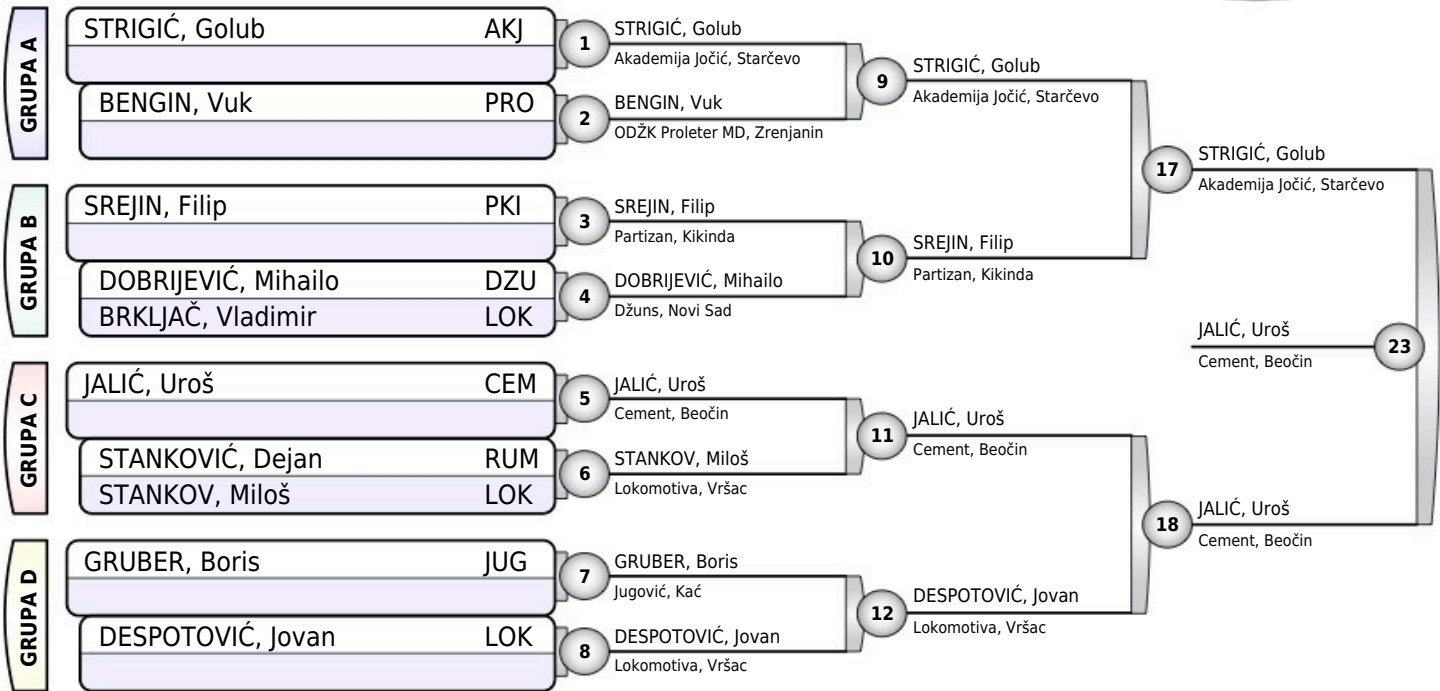 GRUPA A
STRIGIĆ, Golub AKJ
BENGIN, Vuk PRO
GRUPA B
SREJIN, Filip PKI
DOBRIJEVIĆ, Mihailo DZU
BRKLJAČ, Vladimir LOK
GRUPA C
JALIĆ, Uroš CEM
STANKOVIĆ, Dejan RUM
STANKOV, Miloš LOK
GRUPA D
GRUBER, Boris JUG
DESPOTOVIĆ, Jovan LOK
1
STRIGIĆ, Golub
Akademija Jočić, Starčevo
2
BENGIN, Vuk
ODŽK Proleter MD, Zrenjanin
3
SREJIN, Filip
Partizan, Kikinda
4
DOBRIJEVIĆ, Mihailo
Džuns, Novi Sad
5
JALIĆ, Uroš
Cement, Beočin
6
STANKOV, Miloš
Lokomotiva, Vršac
7
GRUBER, Boris
Jugović, Kać
8
DESPOTOVIĆ, Jovan
Lokomotiva, Vršac
9
STRIGIĆ, Golub
Akademija Jočić, Starčevo
10
SREJIN, Filip
Partizan, Kikinda
11
JALIĆ, Uroš
Cement, Beočin
12
DESPOTOVIĆ, Jovan
Lokomotiva, Vršac
17
STRIGIĆ, Golub
Akademija Jočić, Starčevo
18
JALIĆ, Uroš
Cement, Beočin
23
JALIĆ, Uroš
Cement, Beočin